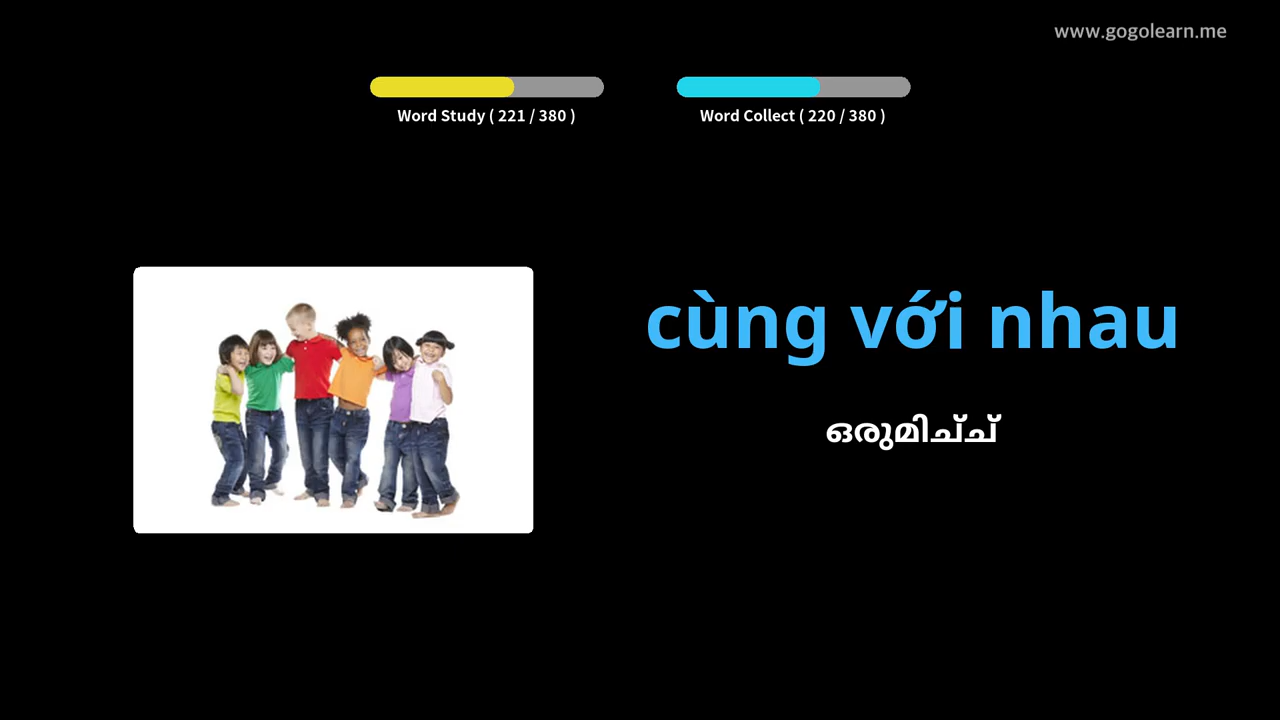 www.gogolearn.me
Word Study ( 221 / 380 )
Word Collect ( 220 / 380 )
cùng với nhau
ഒരുമിച്ച്